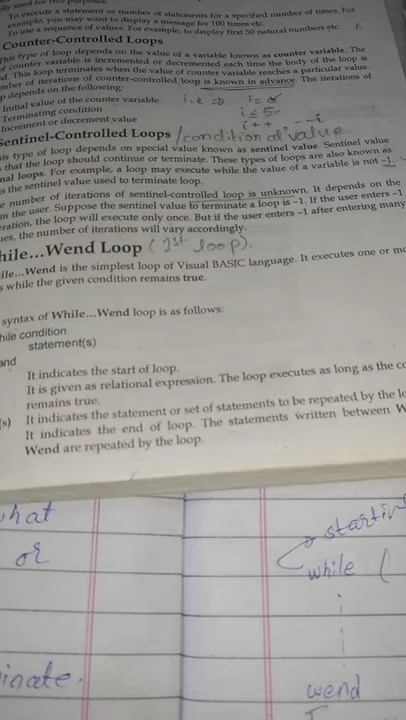 To execute a statement or number of statements for a specified number of times. For
example, you may want to display a message for 100 times etc.
To use a sequence of values. For example, to display first 50 natural numbers etc.
Counter-Controlled Loops
This type of loop depends on the value of a variable known as counter variable. The
counter variable is incremented or decremented each time the body of the loop is
This loop terminates when the value of counter variable reaches a particular value.
number of iterations of counter-controlled loop is known in advance. The iterations of
depends on the following:
Initial value of the counter variable i.e => i=
Terminating condition i ≤ 5
Increment or decrement value i++ --i
Sentinel-Controlled Loops /conditional value
This type of loop depends on special value known as sentinel value. Sentinel value
that the loop should continue or terminate. These types of loops are also known as
nal loops. For example, a loop may execute while the value of a variable is not -1.
is the sentinel value used to terminate loop.
number of iterations of sentinel-controlled loop is unknown. It depends on the
m the user. Suppose the sentinel value to terminate a loop is -1. If the user enters -1
eration, the loop will execute only once. But if the user enters -1 after entering many
ues, the number of iterations will vary accordingly.
hile...Wend Loop (1st loop).
ile...Wend is the simplest loop of Visual BASIC language. It executes one or mo
while the given condition remains true.
syntax of While...Wend loop is as follows:
hile condition
statement(s)
and
It indicates the start of loop.
It is given as relational expression. The loop executes as long as the co
remains true.
(s) It indicates the statement or set of statements to be repeated by the lo
It indicates the end of loop. The statements written between W
Wend are repeated by the loop.
what
or
startin
while (
inate.
wend